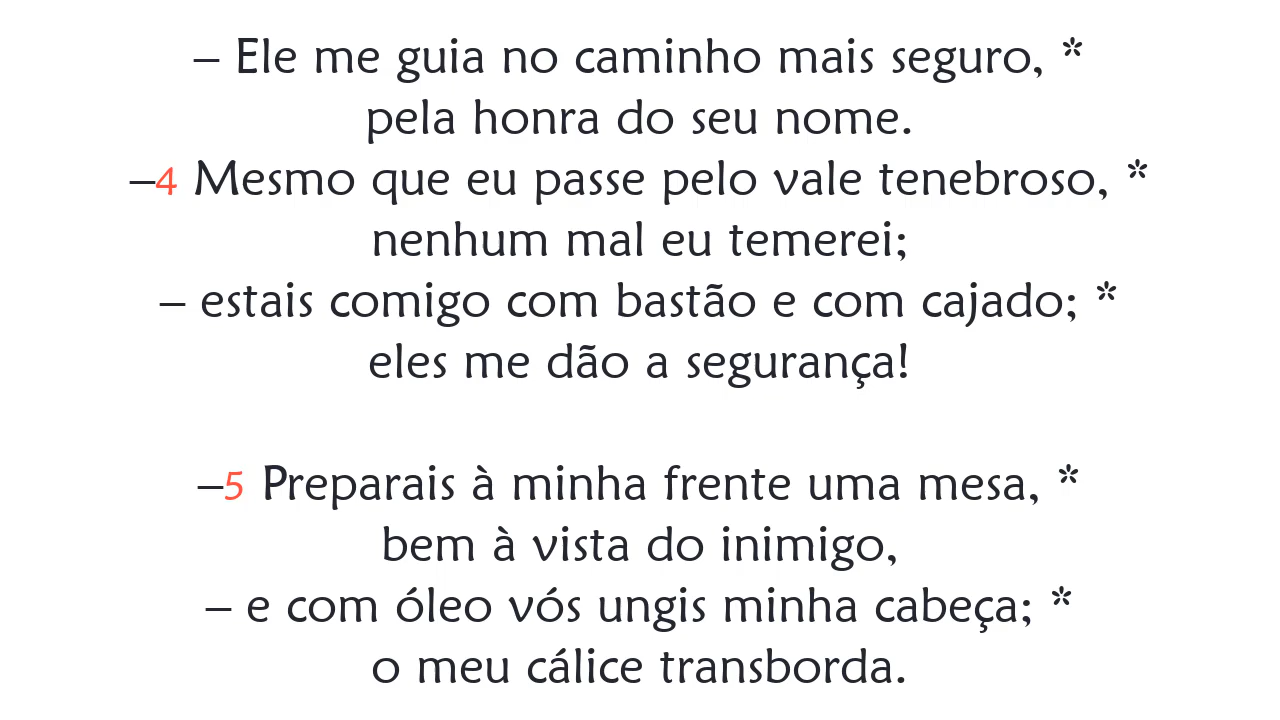 – Ele me guia no caminho mais seguro, *
pela honra do seu nome.
–4 Mesmo que eu passe pelo vale tenebroso, *
nenhum mal eu temerei;
– estais comigo com bastão e com cajado; *
eles me dão a segurança!
–5 Preparais à minha frente uma mesa, *
bem à vista do inimigo,
– e com óleo vós ungis minha cabeça; *
o meu cálice transborda.